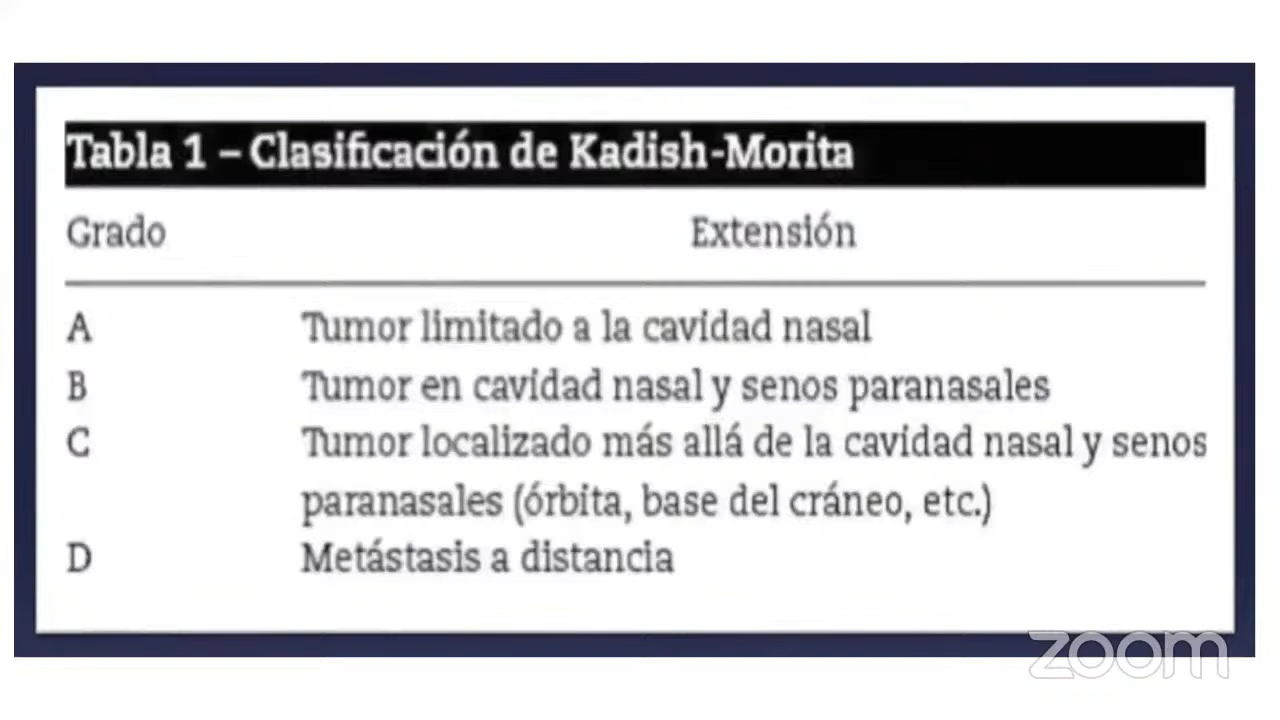 Tabla 1 – Clasificación de Kadish-Morita
Grado Extensión
A Tumor limitado a la cavidad nasal
B Tumor en cavidad nasal y senos paranasales
C Tumor localizado más allá de la cavidad nasal y senos
paranasales (órbita, base del cráneo, etc.)
D Metástasis a distancia
zoom